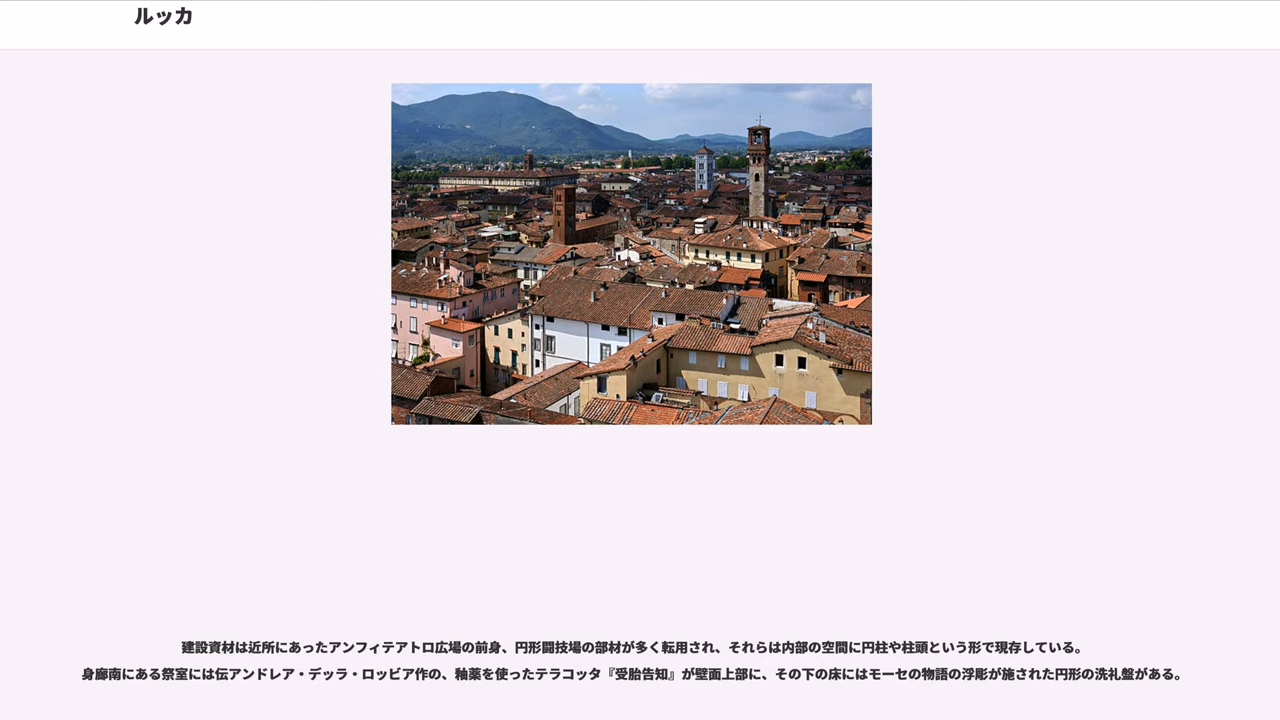 ルッカ
建設資材は近所にあったアンフィテアトロ広場の前身、円形闘技場の部材が多く転用され、それらは内部の空間に円柱や柱頭という形で現存している。
身廊南にある祭室には伝アンドレア・デッラ・ロッビア作の、釉薬を使ったテラコッタ『受胎告知』が壁面上部に、その下の床にはモーセの物語の浮彫が施された円形の洗礼盤がある。